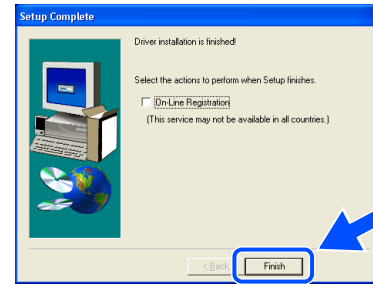 Setup Complete
Driver installation is finished!
Select the actions to perform when Setup finishes.
On-Line Registration
(This service may not be available in all countries.)
< Back
Finish